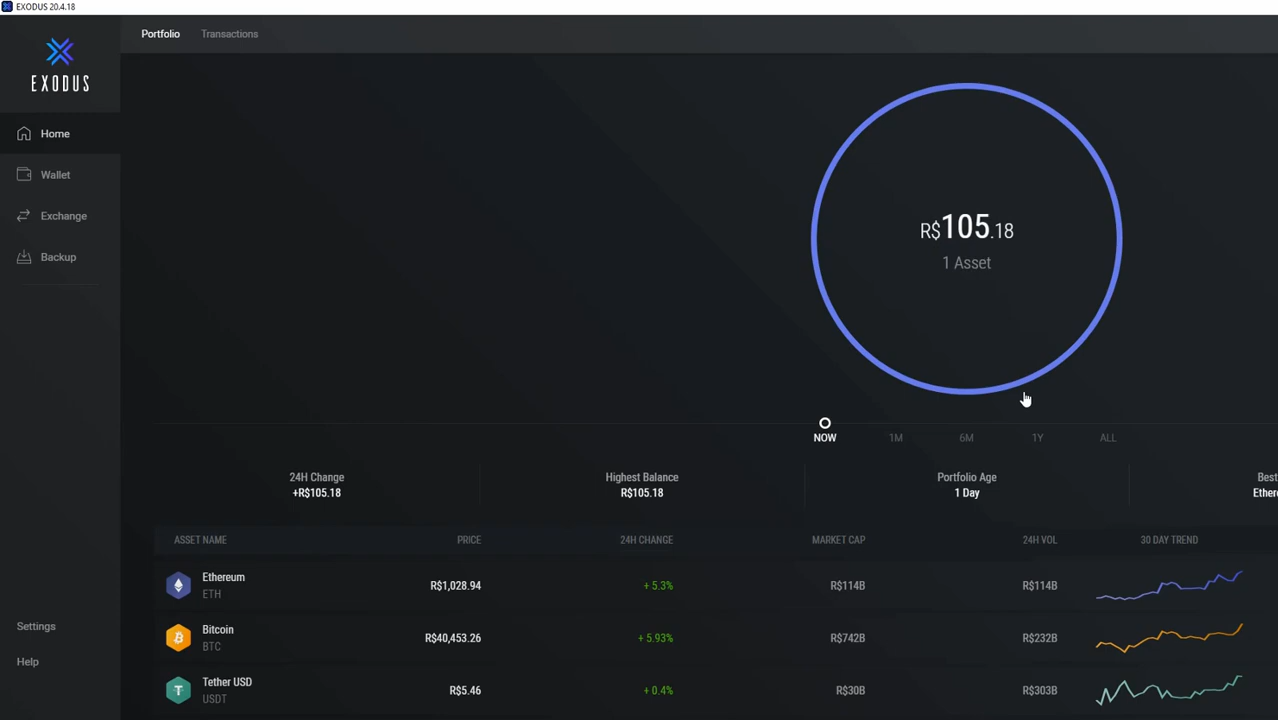 EXODUS 20.4.18
EXODUS
Portfolio Transactions
Home
Wallet
Exchange
Backup
Settings
Help
R$105.18
1 Asset
NOW 1M 6M 1Y ALL
24H Change Highest Balance Portfolio Age Best
+R$105.18 R$105.18 1 Day Ether
ASSET NAME PRICE 24H CHANGE MARKET CAP 24H VOL 30 DAY TREND
Ethereum
ETH
R$1,028.94 + 5.3% R$114B R$114B
Bitcoin
BTC
R$40,453.26 + 5.93% R$742B R$232B
Tether USD
USDT
R$5.46 + 0.4% R$30B R$303B